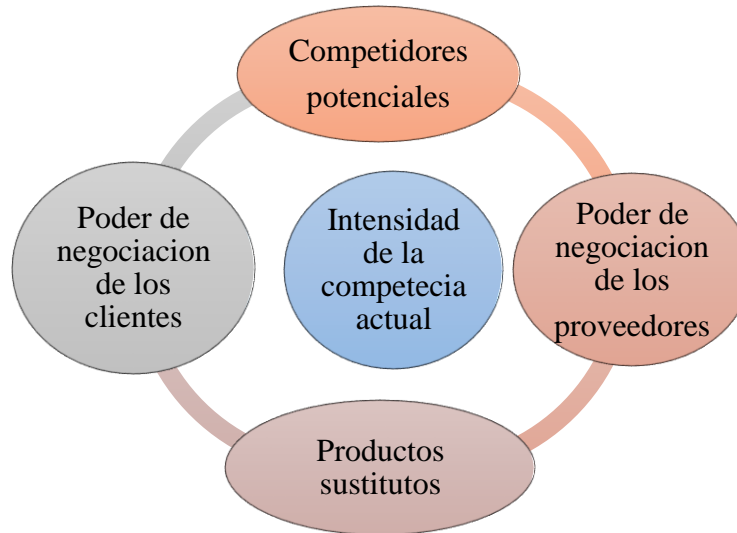 Competidores
potenciales
Poder de
negociacion
de los
clientes
Intensidad
de la
competecia
actual
Poder de
negociacion
de los
proveedores
Productos
sustitutos